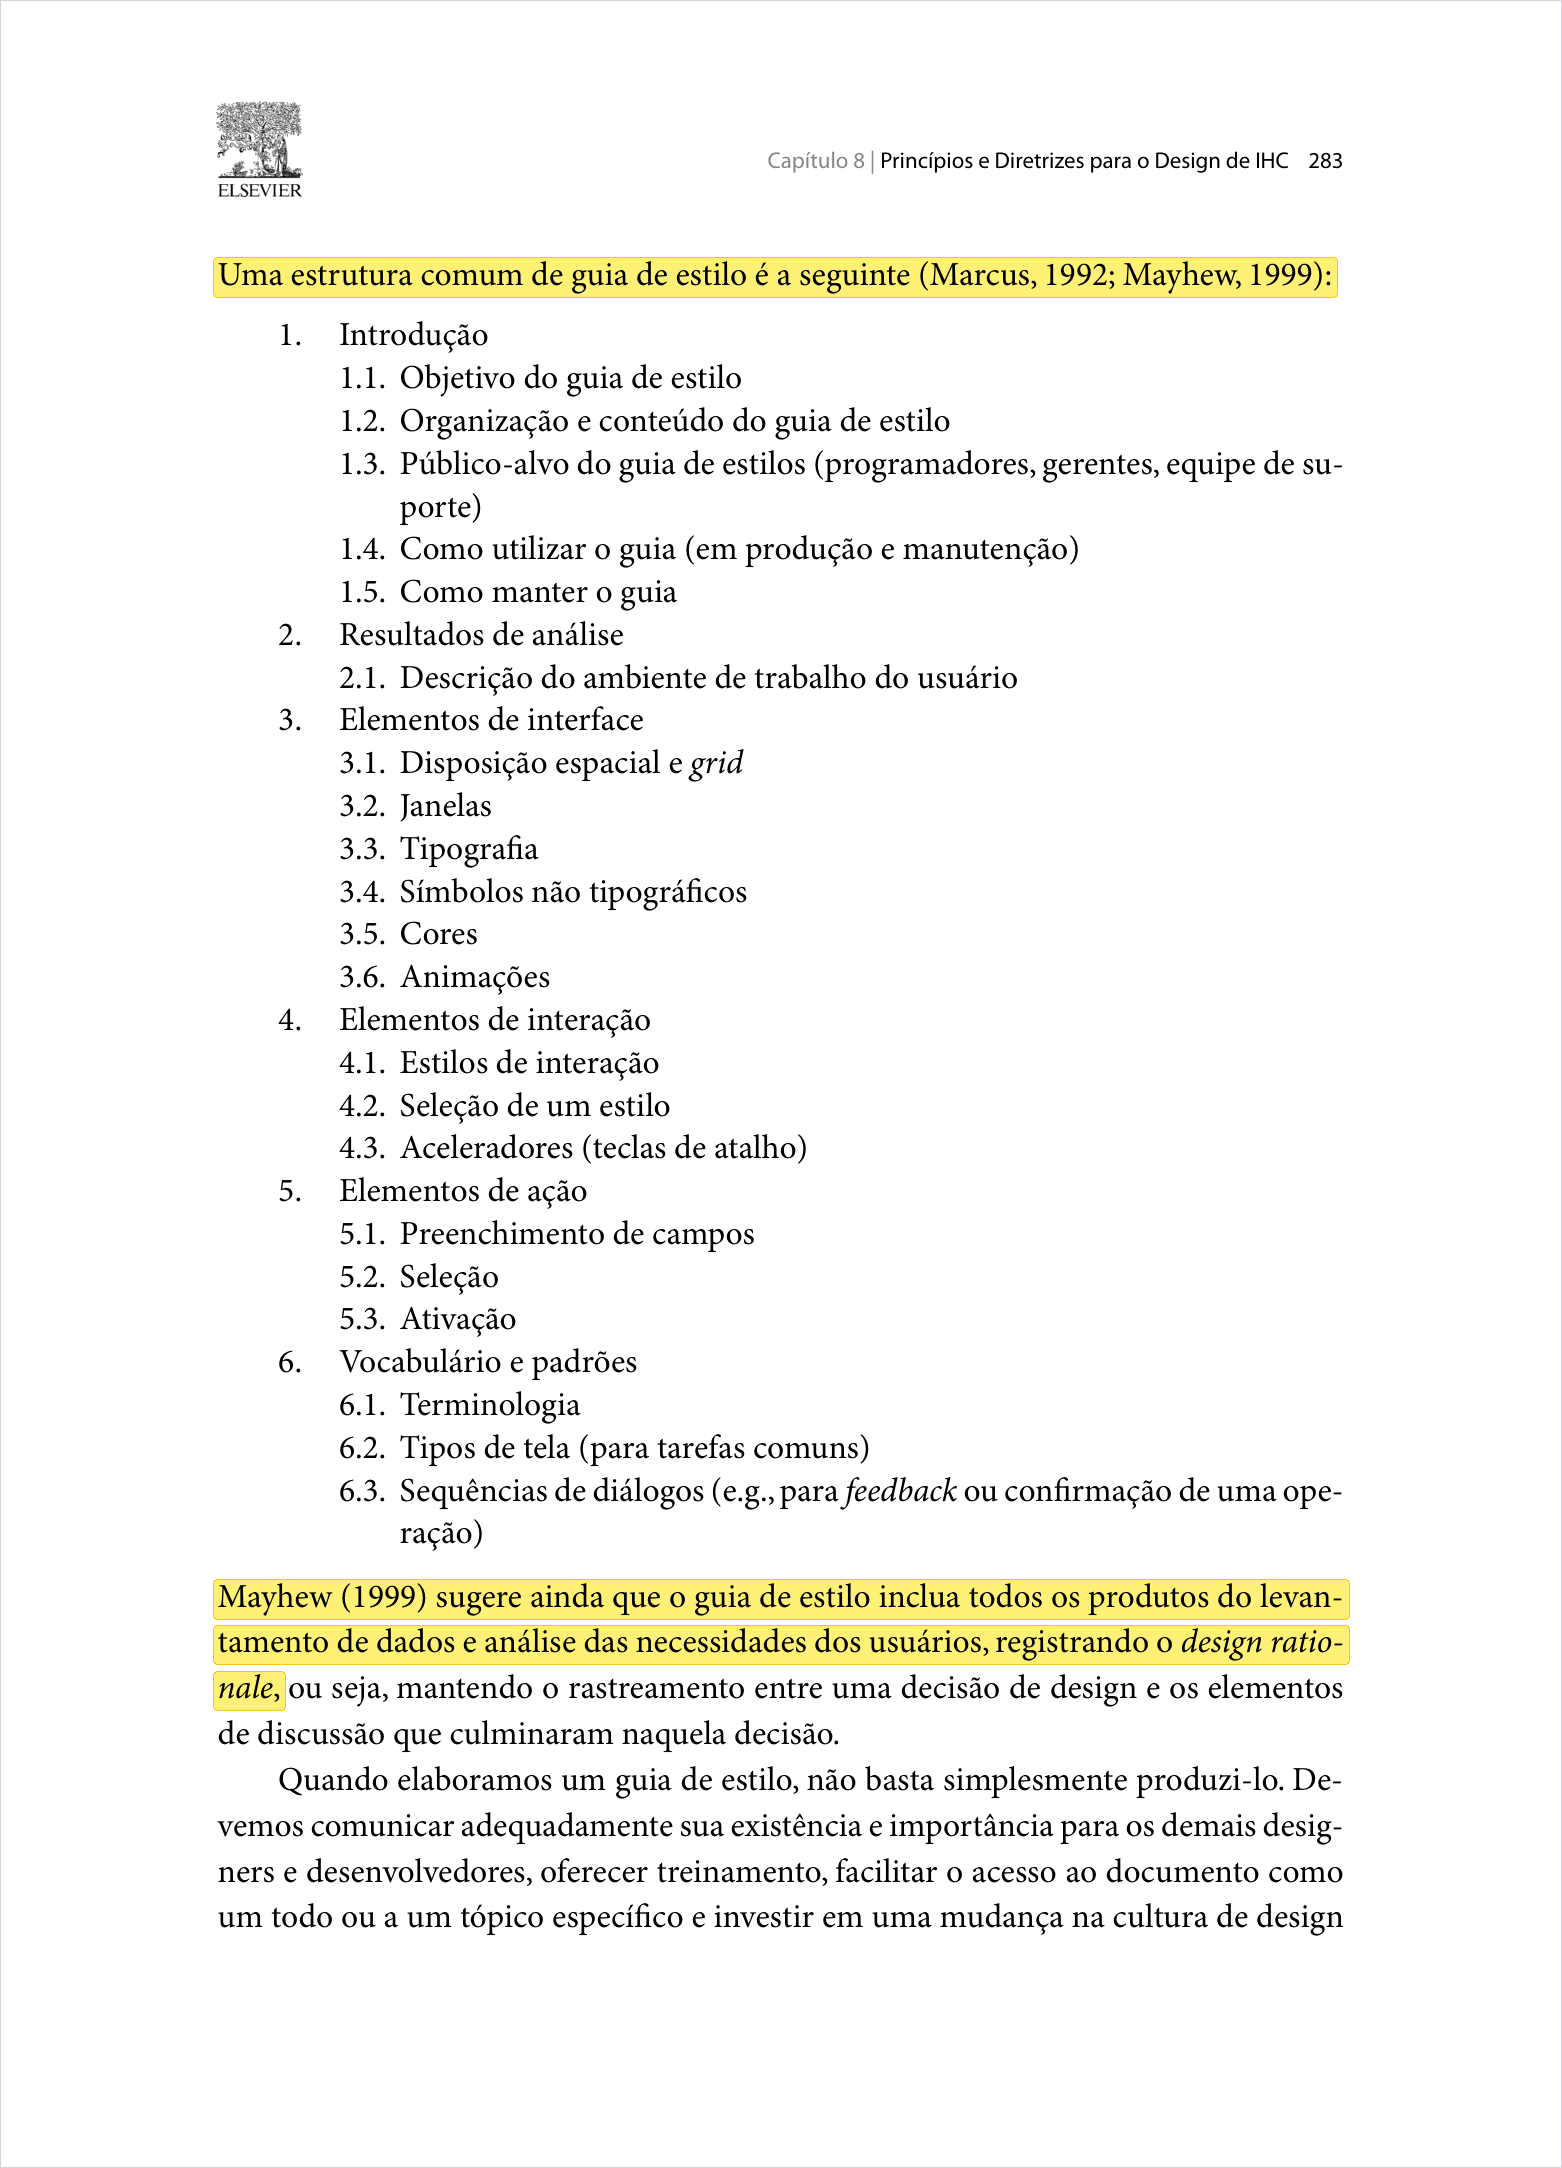 ELSEVIER
Capítulo 8 | Princípios e Diretrizes para o Design de IHC 283
Uma estrutura comum de guia de estilo é a seguinte (Marcus, 1992; Mayhew, 1999):
1. Introdução
1.1. Objetivo do guia de estilo
1.2. Organização e conteúdo do guia de estilo
1.3. Público-alvo do guia de estilos (programadores, gerentes, equipe de su-
porte)
1.4. Como utilizar o guia (em produção e manutenção)
1.5. Como manter o guia
2. Resultados de análise
2.1. Descrição do ambiente de trabalho do usuário
3. Elementos de interface
3.1. Disposição espacial e grid
3.2. Janelas
3.3. Tipografia
3.4. Símbolos não tipográficos
3.5. Cores
3.6. Animações
4. Elementos de interação
4.1. Estilos de interação
4.2. Seleção de um estilo
4.3. Aceleradores (teclas de atalho)
5. Elementos de ação
5.1. Preenchimento de campos
5.2. Seleção
5.3. Ativação
6. Vocabulário e padrões
6.1. Terminologia
6.2. Tipos de tela (para tarefas comuns)
6.3. Sequências de diálogos (e.g., para feedback ou confirmação de uma ope-
ração)
Mayhew (1999) sugere ainda que o guia de estilo inclua todos os produtos do levan-
tamento de dados e análise das necessidades dos usuários, registrando o design ratio-
nale, ou seja, mantendo o rastreamento entre uma decisão de design e os elementos
de discussão que culminaram naquela decisão.
Quando elaboramos um guia de estilo, não basta simplesmente produzi-lo. De-
vemos comunicar adequadamente sua existência e importância para os demais desig-
ners e desenvolvedores, oferecer treinamento, facilitar o acesso ao documento como
um todo ou a um tópico específico e investir em uma mudança na cultura de design